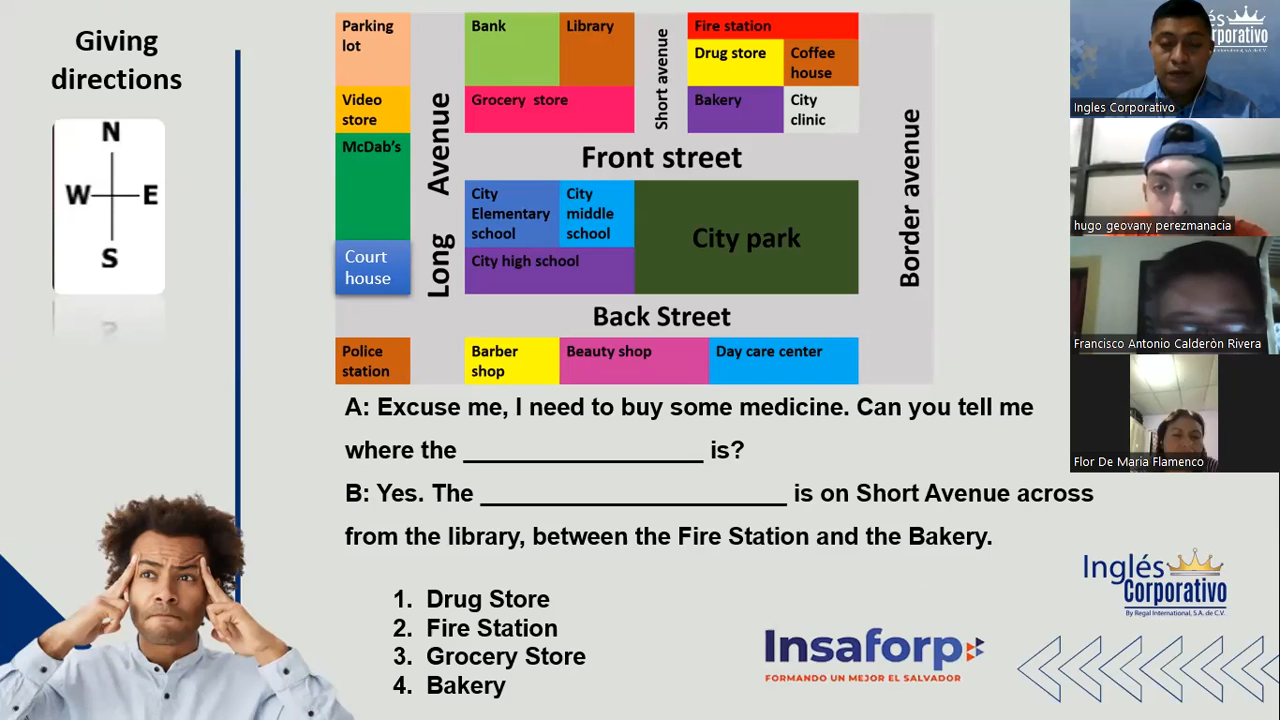 Giving
directions
N
W E
S
Parking
lot
Video
store
McDab's
Court
house
Police
station
Long Avenue
Bank
Library
Grocery store
Short avenue
Fire station
Drug store
Coffee
house
Bakery
City
clinic
Front street
City
Elementary
school
City
middle
school
City high school
City park
Border avenue
Back Street
Barber
shop
Beauty shop
Day care center
A: Excuse me, I need to buy some medicine. Can you tell me
where the ____________________ is?
B: Yes. The _________________________ is on Short Avenue across
from the library, between the Fire Station and the Bakery.
1. Drug Store
2. Fire Station
3. Grocery Store
4. Bakery
Insaforp
FORMANDO UN MEJOR EL SALVADOR
Inglés
Corporativo
By Regal International, S.A. de C.V.
Ingles Corporativo
hugo geovany perezmanacia
Francisco Antonio Calderòn Rivera
Flor De Maria Flamenco